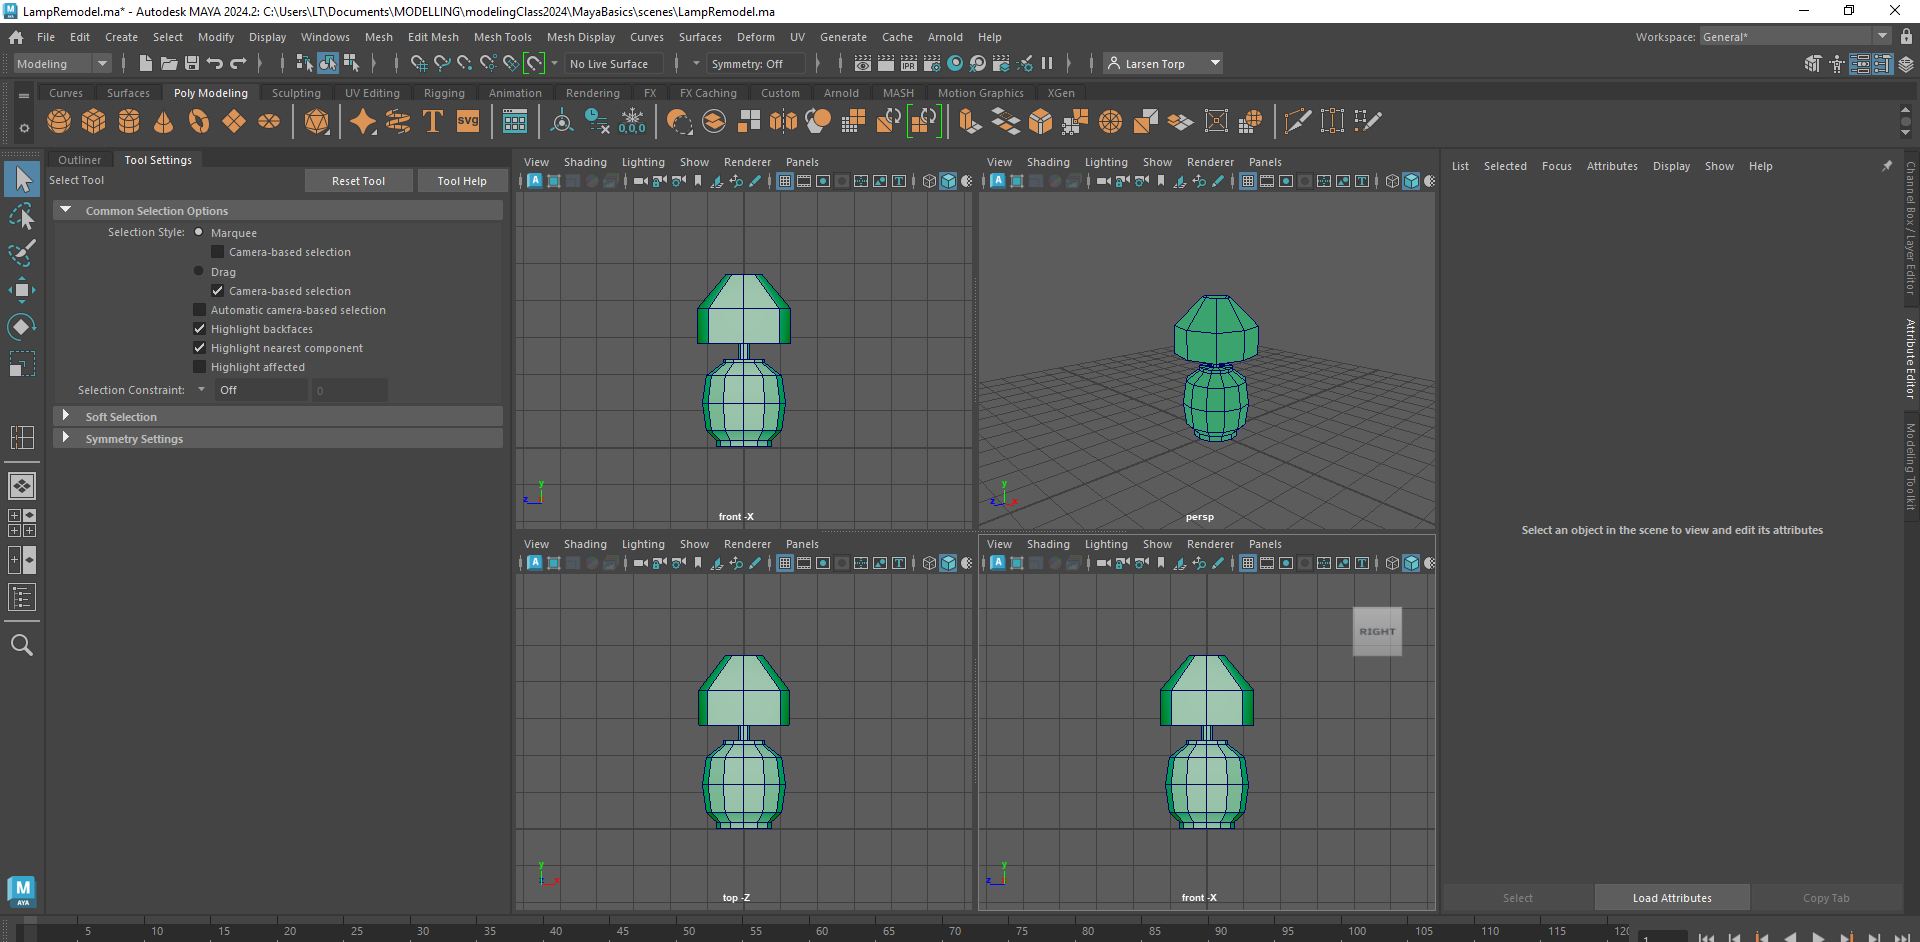 LampRemodel.ma* - Autodesk MAYA 2024.2: C:\Users\LT\Documents\MODELLING\modelingClass2024\MayaBasics\scenes\LampRemodel.ma
File Edit Create Select Modify Display Windows Mesh Edit Mesh Mesh Tools Mesh Display Curves Surfaces Deform UV Generate Cache Arnold Help Workspace: General*
Modeling No Live Surface Symmetry: Off IPR Larsen Torp
Curves Surfaces Poly Modeling Sculpting UV Editing Rigging Animation Rendering FX FX Caching Custom Arnold MASH Motion Graphics XGen
T svg 0,0,0
Outliner Tool Settings
Select Tool Reset Tool Tool Help
Common Selection Options
Selection Style: Marquee
Camera-based selection
Drag
Camera-based selection
Automatic camera-based selection
Highlight backfaces
Highlight nearest component
Highlight affected
Selection Constraint: Off 0
Soft Selection
Symmetry Settings
View Shading Lighting Show Renderer Panels
y
z
front -X
View Shading Lighting Show Renderer Panels
y
z x
persp
View Shading Lighting Show Renderer Panels
y
z x
top -Z
View Shading Lighting Show Renderer Panels
RIGHT
y
z
front -X
List Selected Focus Attributes Display Show Help
Select an object in the scene to view and edit its attributes
Select Load Attributes Copy Tab
Channel Box / Layer Editor
Attribute Editor
Modeling Toolkit
M
AYA
5 10 15 20 25 30 35 40 45 50 55 60 65 70 75 80 85 90 95 100 105 110 115 120
1